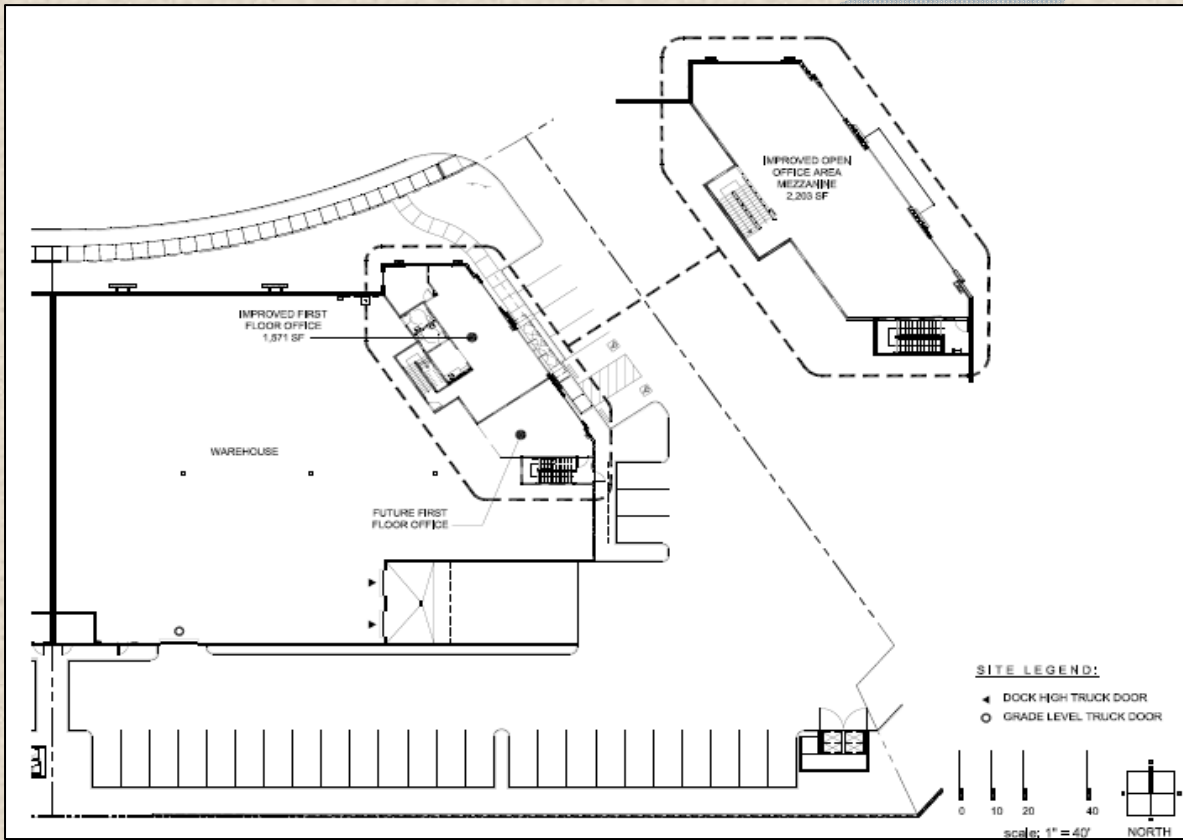 IMPROVED OPEN
OFFICE AREA
MEZZANINE
2,203 SF
IMPROVED FIRST
FLOOR OFFICE
1,571 SF
WAREHOUSE
FUTURE FIRST
FLOOR OFFICE
SITE LEGEND:
DOCK HIGH TRUCK DOOR
GRADE LEVEL TRUCK DOOR
0 10 20 40
scale: 1" = 40'
NORTH